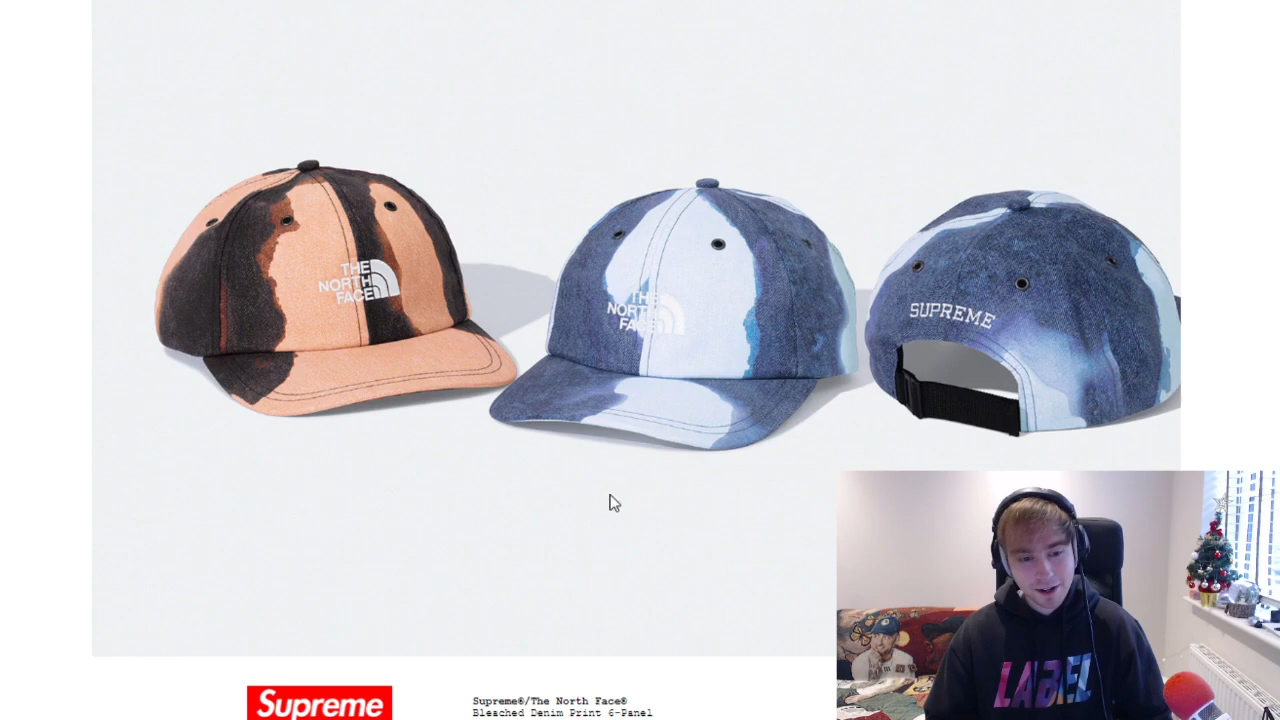 THE
NORTH
FACE
THE
NORTH
FACE
SUPREME
LABEL
Supreme
Supreme®/The North Face®
Bleached Denim Print 6-Panel